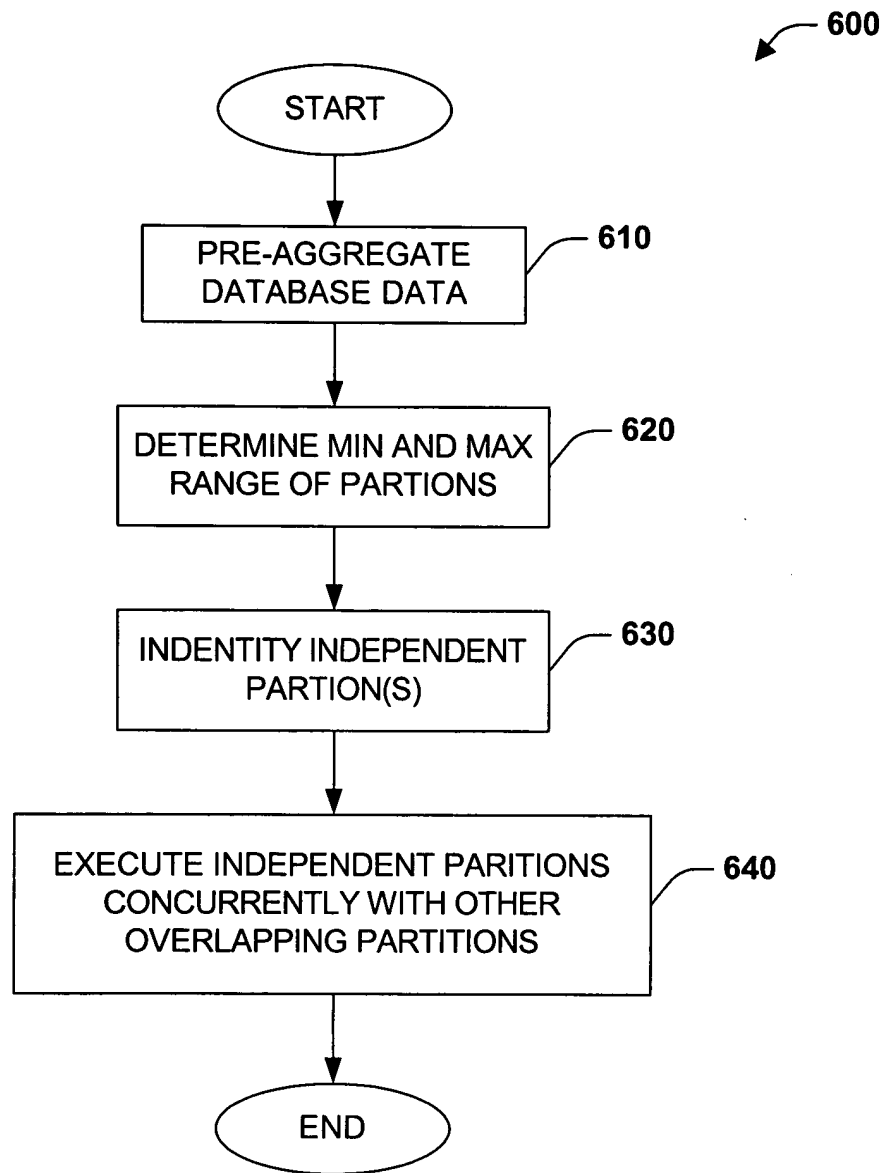 600
START
PRE-AGGREGATE
DATABASE DATA
610
DETERMINE MIN AND MAX
RANGE OF PARTIONS
620
INDENTITY INDEPENDENT
PARTION(S)
630
EXECUTE INDEPENDENT PARITIONS
CONCURRENTLY WITH OTHER
OVERLAPPING PARTITIONS
640
END